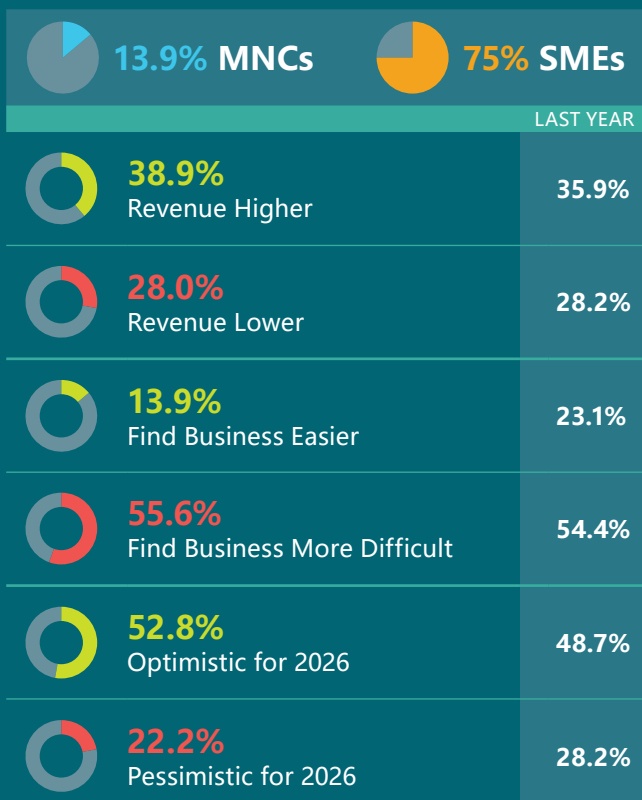 13.9% MNCs 75% SMEs
LAST YEAR
38.9%
Revenue Higher
35.9%
28.0%
Revenue Lower
28.2%
13.9%
Find Business Easier
23.1%
55.6%
Find Business More Difficult
54.4%
52.8%
Optimistic for 2026
48.7%
22.2%
Pessimistic for 2026
28.2%